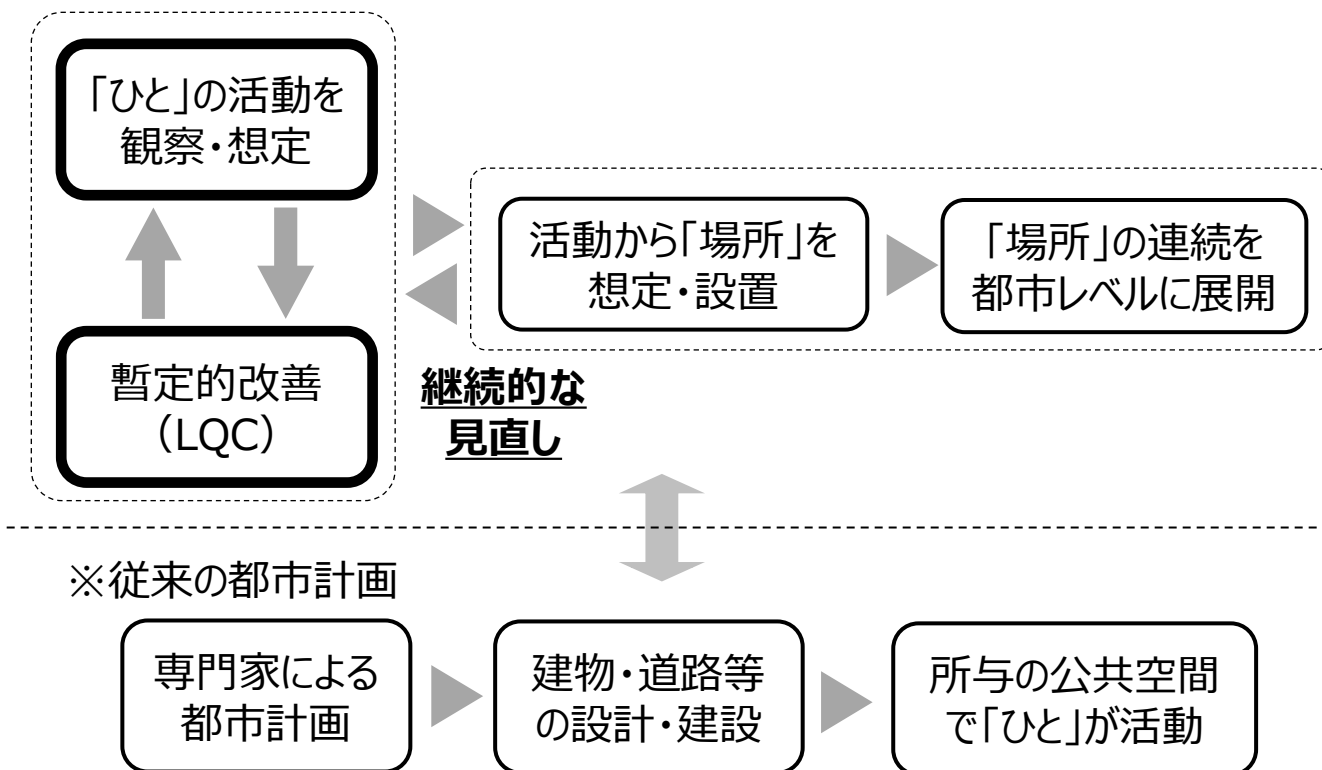 「ひと」の活動を
観察・想定
暫定的改善
（LQC）
継続的な
見直し
活動から「場所」を
想定・設置
「場所」の連続を
都市レベルに展開
※従来の都市計画
専門家による
都市計画
建物・道路等
の設計・建設
所与の公共空間
で「ひと」が活動